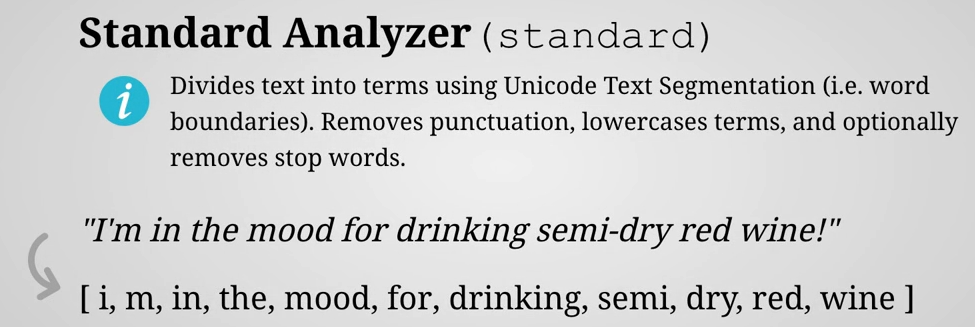 Standard Analyzer (standard)
i
Divides text into terms using Unicode Text Segmentation (i.e. word
boundaries). Removes punctuation, lowercases terms, and optionally
removes stop words.
"I'm in the mood for drinking semi-dry red wine!"
[ i, m, in, the, mood, for, drinking, semi, dry, red, wine ]